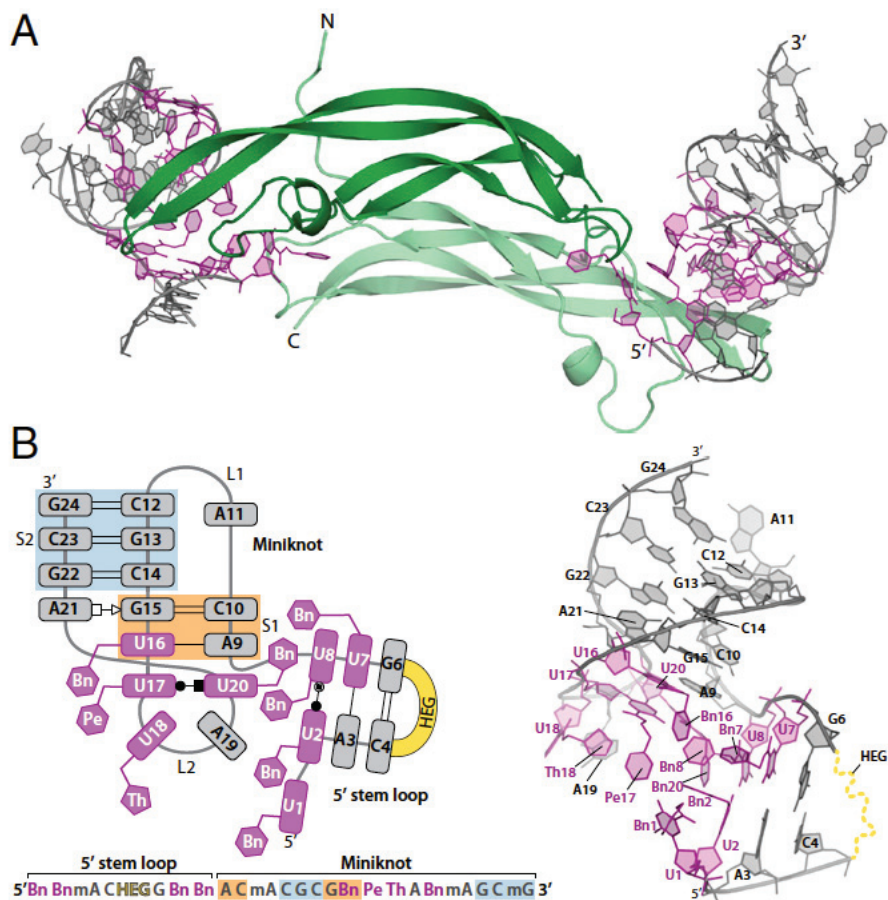 A
N
3′
C
5′
B
3′
L1
G24 C12
A11
S2 C23 G13
Miniknot
G22 C14
A21 G15 C10
S1
Bn
U16 A9
Bn U8 U7 G6
Bn
U17 U20
Bn
Pe
HEG
U18 A19
U2 A3 C4
Bn
Th
L2
U1
5′ stem loop
Bn
5′
3′
G24
C23
A11
C12
G22
G13
A21
C14
U16
G15
C10
U20
U17
A9
G6
Bn16
U18
Bn7
U8
U7
HEG
Th18
Bn8
A19
Bn20
Pe17
Bn2
Bn1
C4
U2
U1
A3
5′
5′ stem loop Miniknot
5′Bn BnmA CHEGG Bn Bn A C mA CGC GBn Pe Th A BnmA GCmG 3′